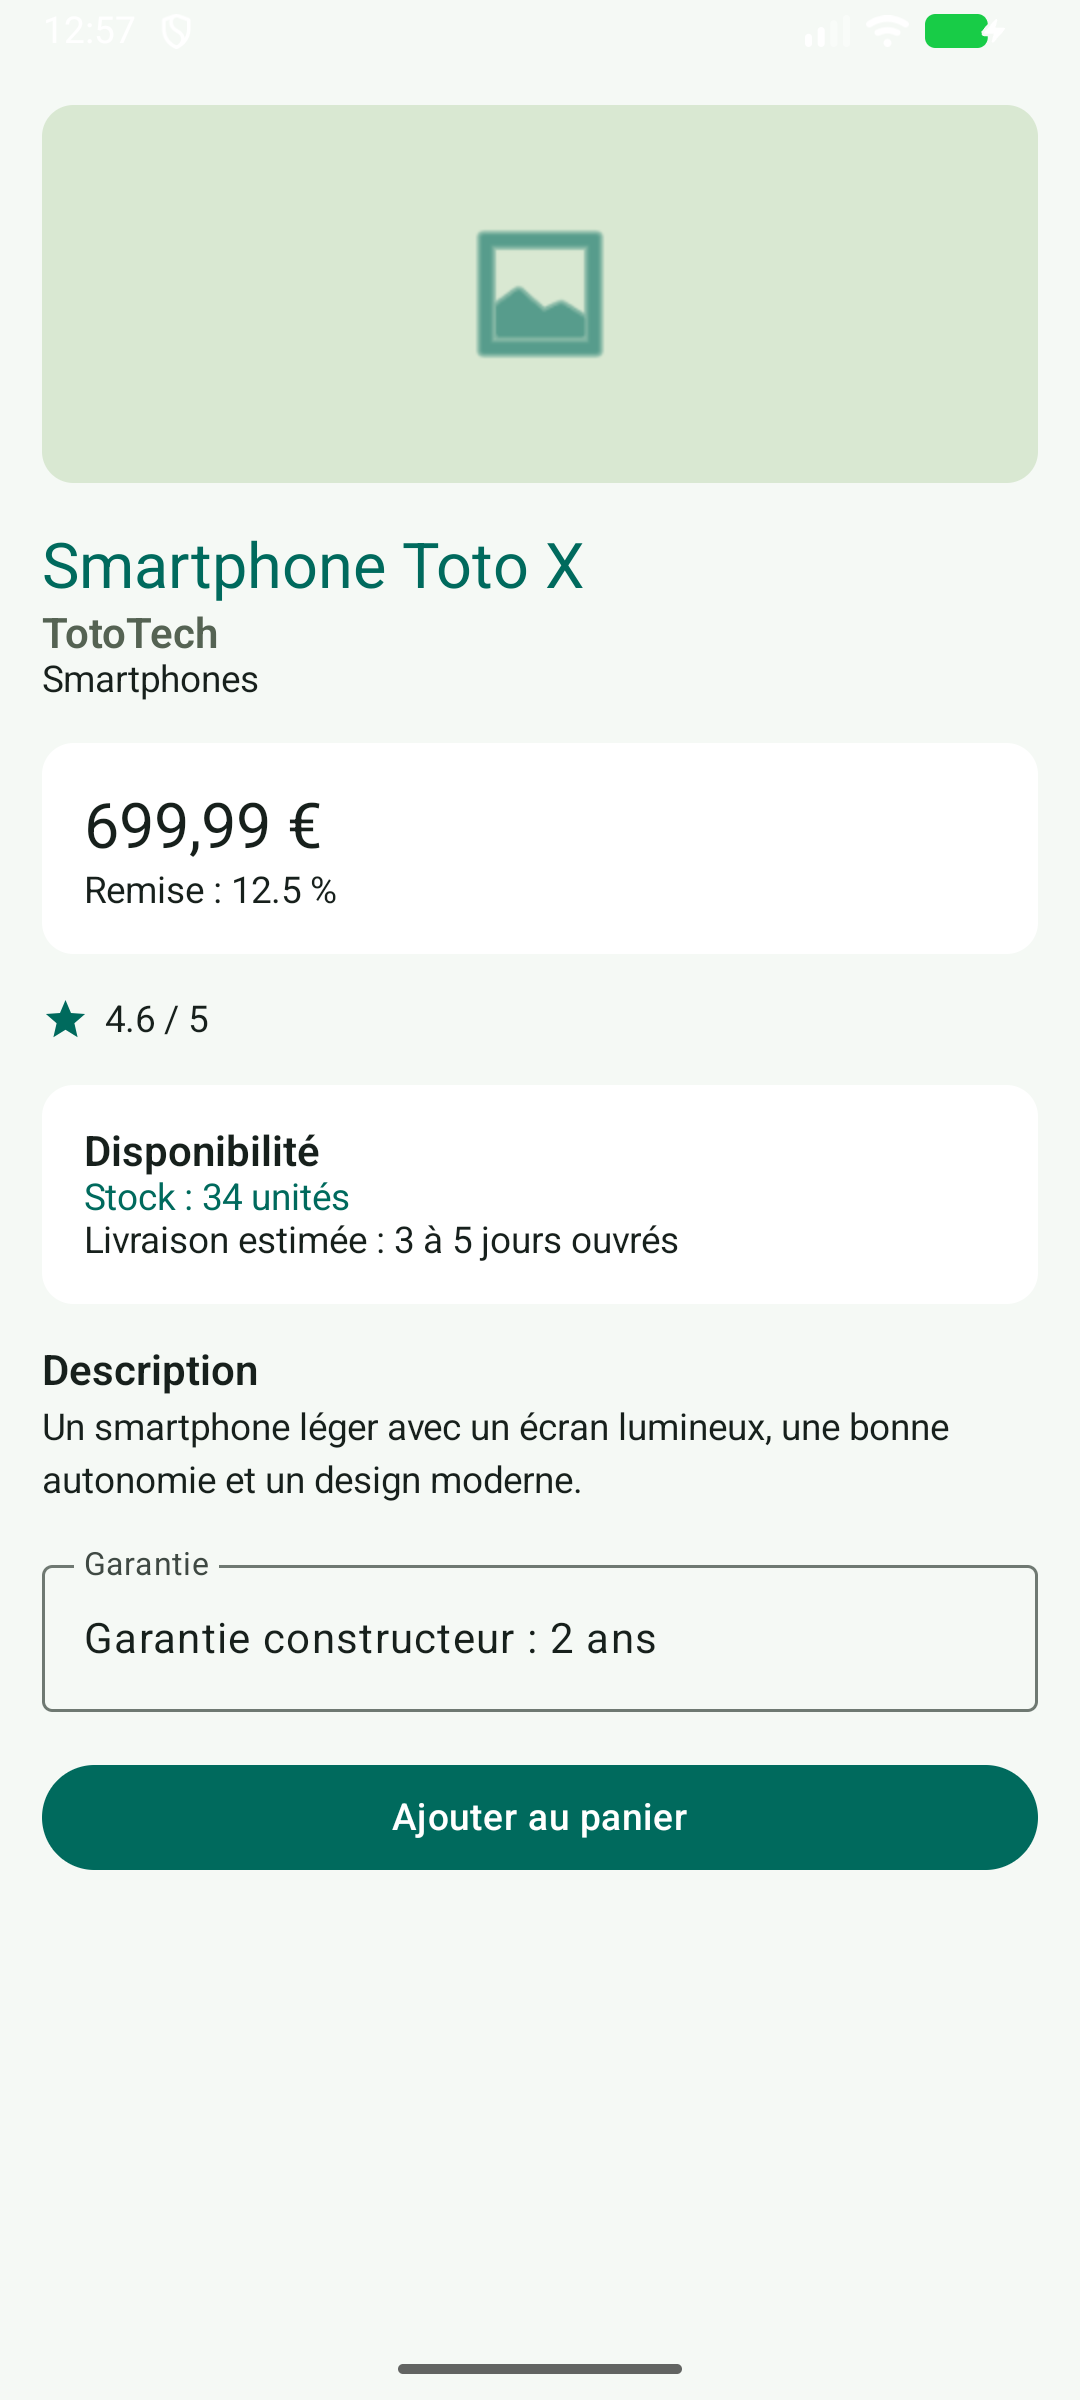 12:57
Smartphone Toto X
TotoTech
Smartphones
699,99 €
Remise : 12.5 %
4.6 / 5
Disponibilité
Stock : 34 unités
Livraison estimée : 3 à 5 jours ouvrés
Description
Un smartphone léger avec un écran lumineux, une bonne
autonomie et un design moderne.
Garantie
Garantie constructeur : 2 ans
Ajouter au panier